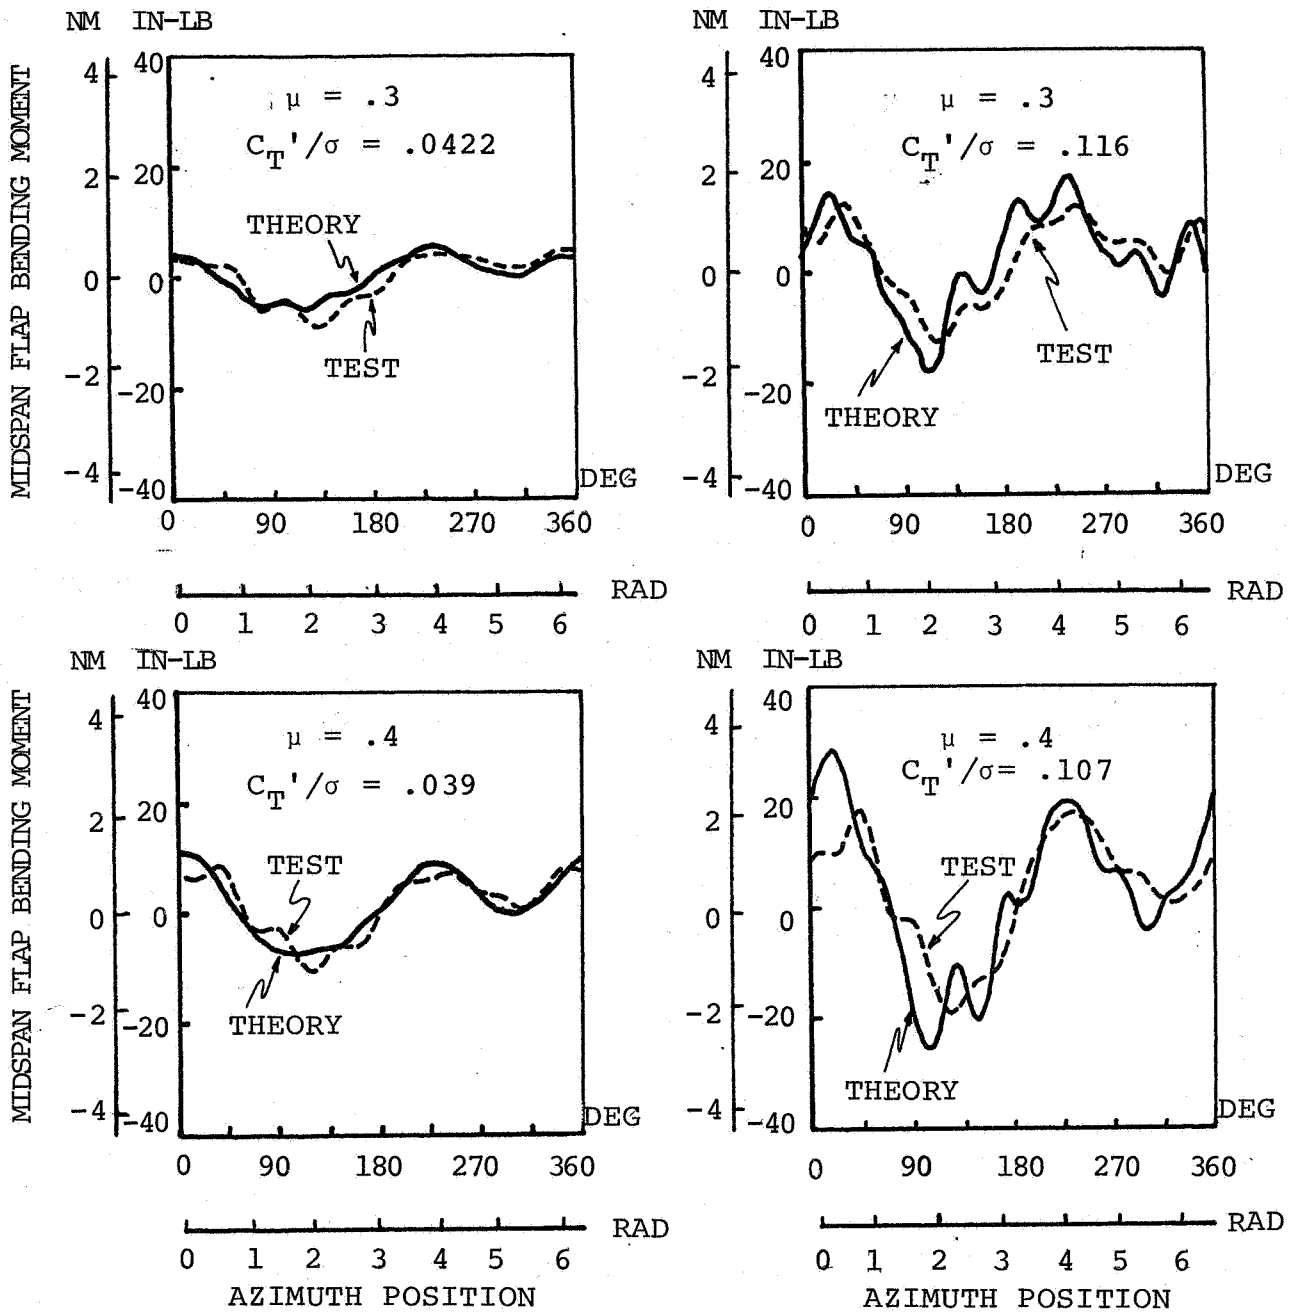 NM IN-LB
MIDSPAN FLAP BENDING MOMENT
4
2
0
-2
-4
40
20
0
-20
-40
μ = .3
C_T'/σ = .0422
THEORY
TEST
DEG
0 90 180 270 360
RAD
0 1 2 3 4 5 6
NM IN-LB
4
2
0
-2
-4
40
20
0
-20
-40
μ = .3
C_T'/σ = .116
TEST
THEORY
DEG
0 90 180 270 360
RAD
0 1 2 3 4 5 6
NM IN-LB
MIDSPAN FLAP BENDING MOMENT
4
2
0
-2
-4
40
20
0
-20
-40
μ = .4
C_T'/σ = .039
TEST
THEORY
DEG
0 90 180 270 360
RAD
0 1 2 3 4 5 6
AZIMUTH POSITION
NM IN-LB
4
2
0
-2
-4
40
20
0
-20
-40
μ = .4
C_T'/σ= .107
TEST
THEORY
DEG
0 90 180 270 360
RAD
0 1 2 3 4 5 6
AZIMUTH POSITION